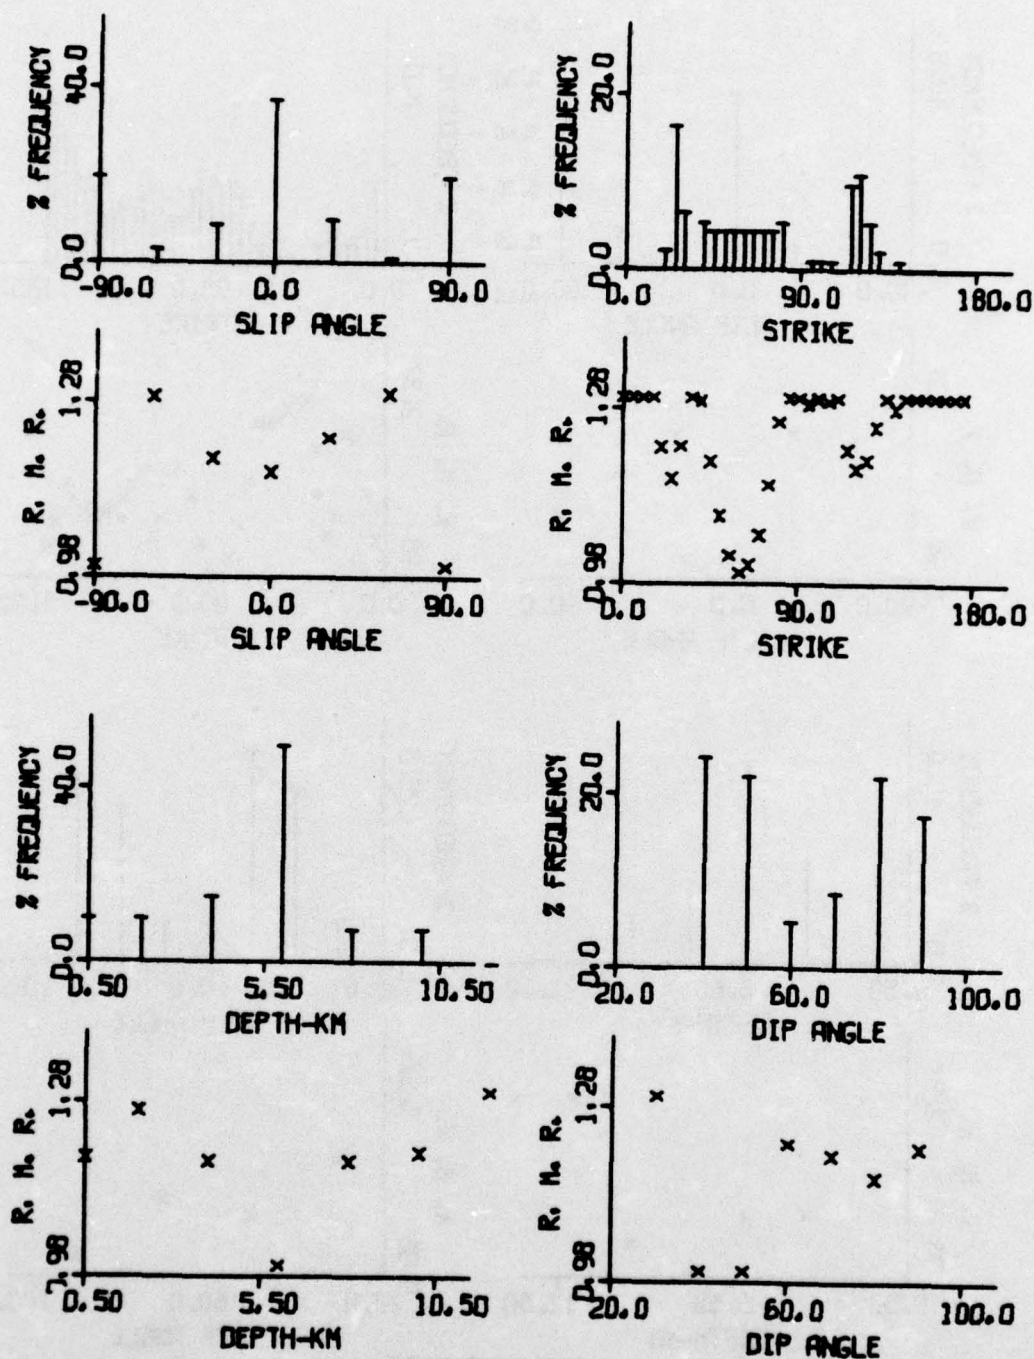 % FREQUENCY
40.0
0.0
-90.0 0.0 90.0
SLIP ANGLE
% FREQUENCY
20.0
0.0
0.0 90.0 180.0
STRIKE
R. M. R.
1.28
0.98
-90.0 0.0 90.0
SLIP ANGLE
R. M. R.
1.28
0.98
0.0 90.0 180.0
STRIKE
% FREQUENCY
40.0
0.0
0.50 5.50 10.50
DEPTH-KM
% FREQUENCY
20.0
0.0
20.0 60.0 100.0
DIP ANGLE
R. M. R.
1.28
0.98
0.50 5.50 10.50
DEPTH-KM
R. M. R.
1.28
0.98
20.0 60.0 100.0
DIP ANGLE